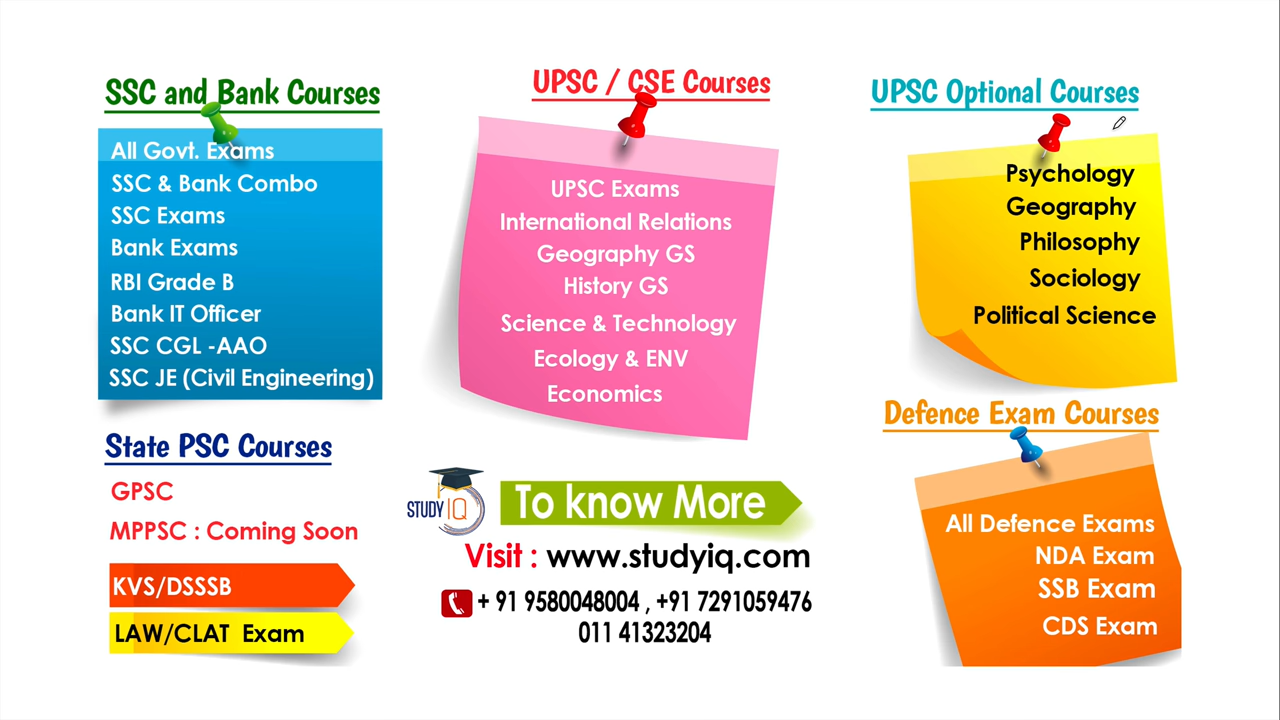 SSC and Bank Courses
All Govt. Exams
SSC & Bank Combo
SSC Exams
Bank Exams
RBI Grade B
Bank IT Officer
SSC CGL -AAO
SSC JE (Civil Engineering)
State PSC Courses
GPSC
MPPSC : Coming Soon
KVS/DSSSB
LAW/CLAT Exam
UPSC / CSE Courses
UPSC Exams
International Relations
Geography GS
History GS
Science & Technology
Ecology & ENV
Economics
STUDY IQ
To know More
Visit : www.studyiq.com
+ 91 9580048004 , +91 7291059476
011 41323204
UPSC Optional Courses
Psychology
Geography
Philosophy
Sociology
Political Science
Defence Exam Courses
All Defence Exams
NDA Exam
SSB Exam
CDS Exam